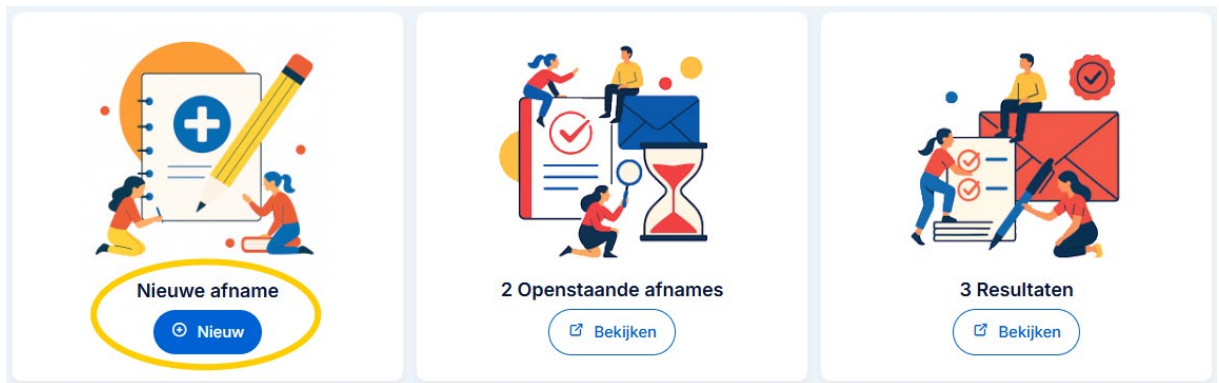 Nieuwe afname
Nieuw
2 Openstaande afnames
Bekijken
3 Resultaten
Bekijken